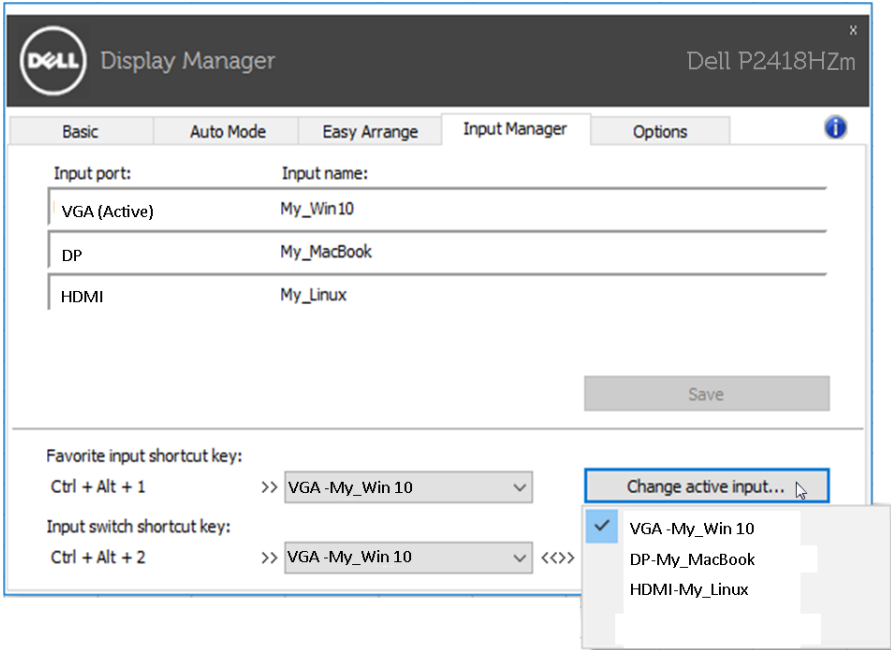 x
DELL Display Manager Dell P2418HZm
Basic Auto Mode Easy Arrange Input Manager Options i
Input port: Input name:
VGA (Active) My_Win10
DP My_MacBook
HDMI My_Linux
Save
Favorite input shortcut key:
Ctrl + Alt + 1 >> VGA -My_Win 10 Change active input...
Input switch shortcut key:
VGA -My_Win 10
Ctrl + Alt + 2 >> VGA -My_Win 10 <<>>
DP-My_MacBook
HDMI-My_Linux